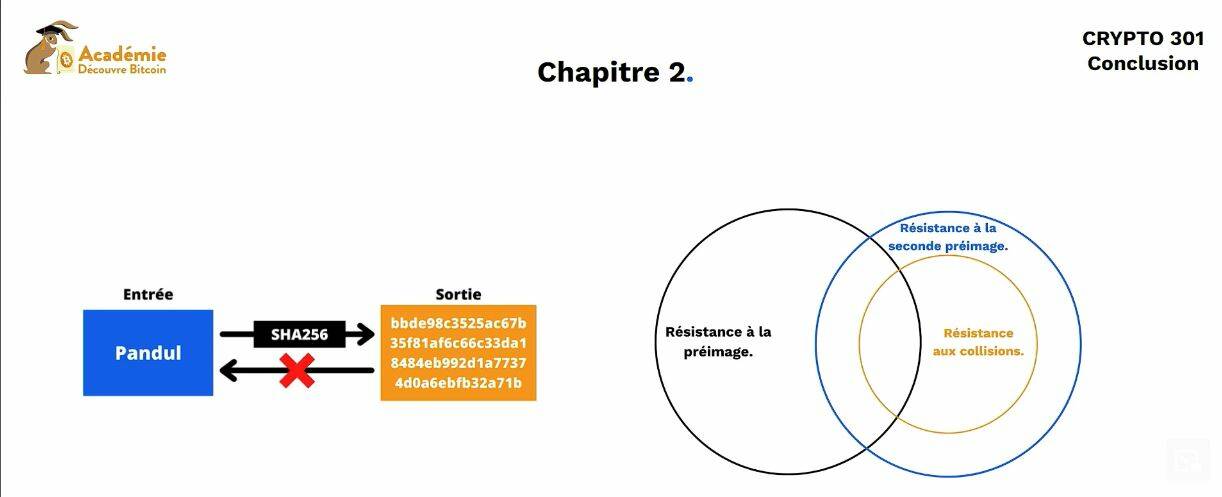 Académie
Découvre Bitcoin
Chapitre 2.
CRYPTO 301
Conclusion
Entrée
Pandul
SHA256
Sortie
bbde98c3525ac67b
35f81af6c66c33da1
8484eb992d1a7737
4d0a6ebfb32a71b
Résistance à la
préimage.
Résistance à la
seconde préimage.
Résistance
aux collisions.